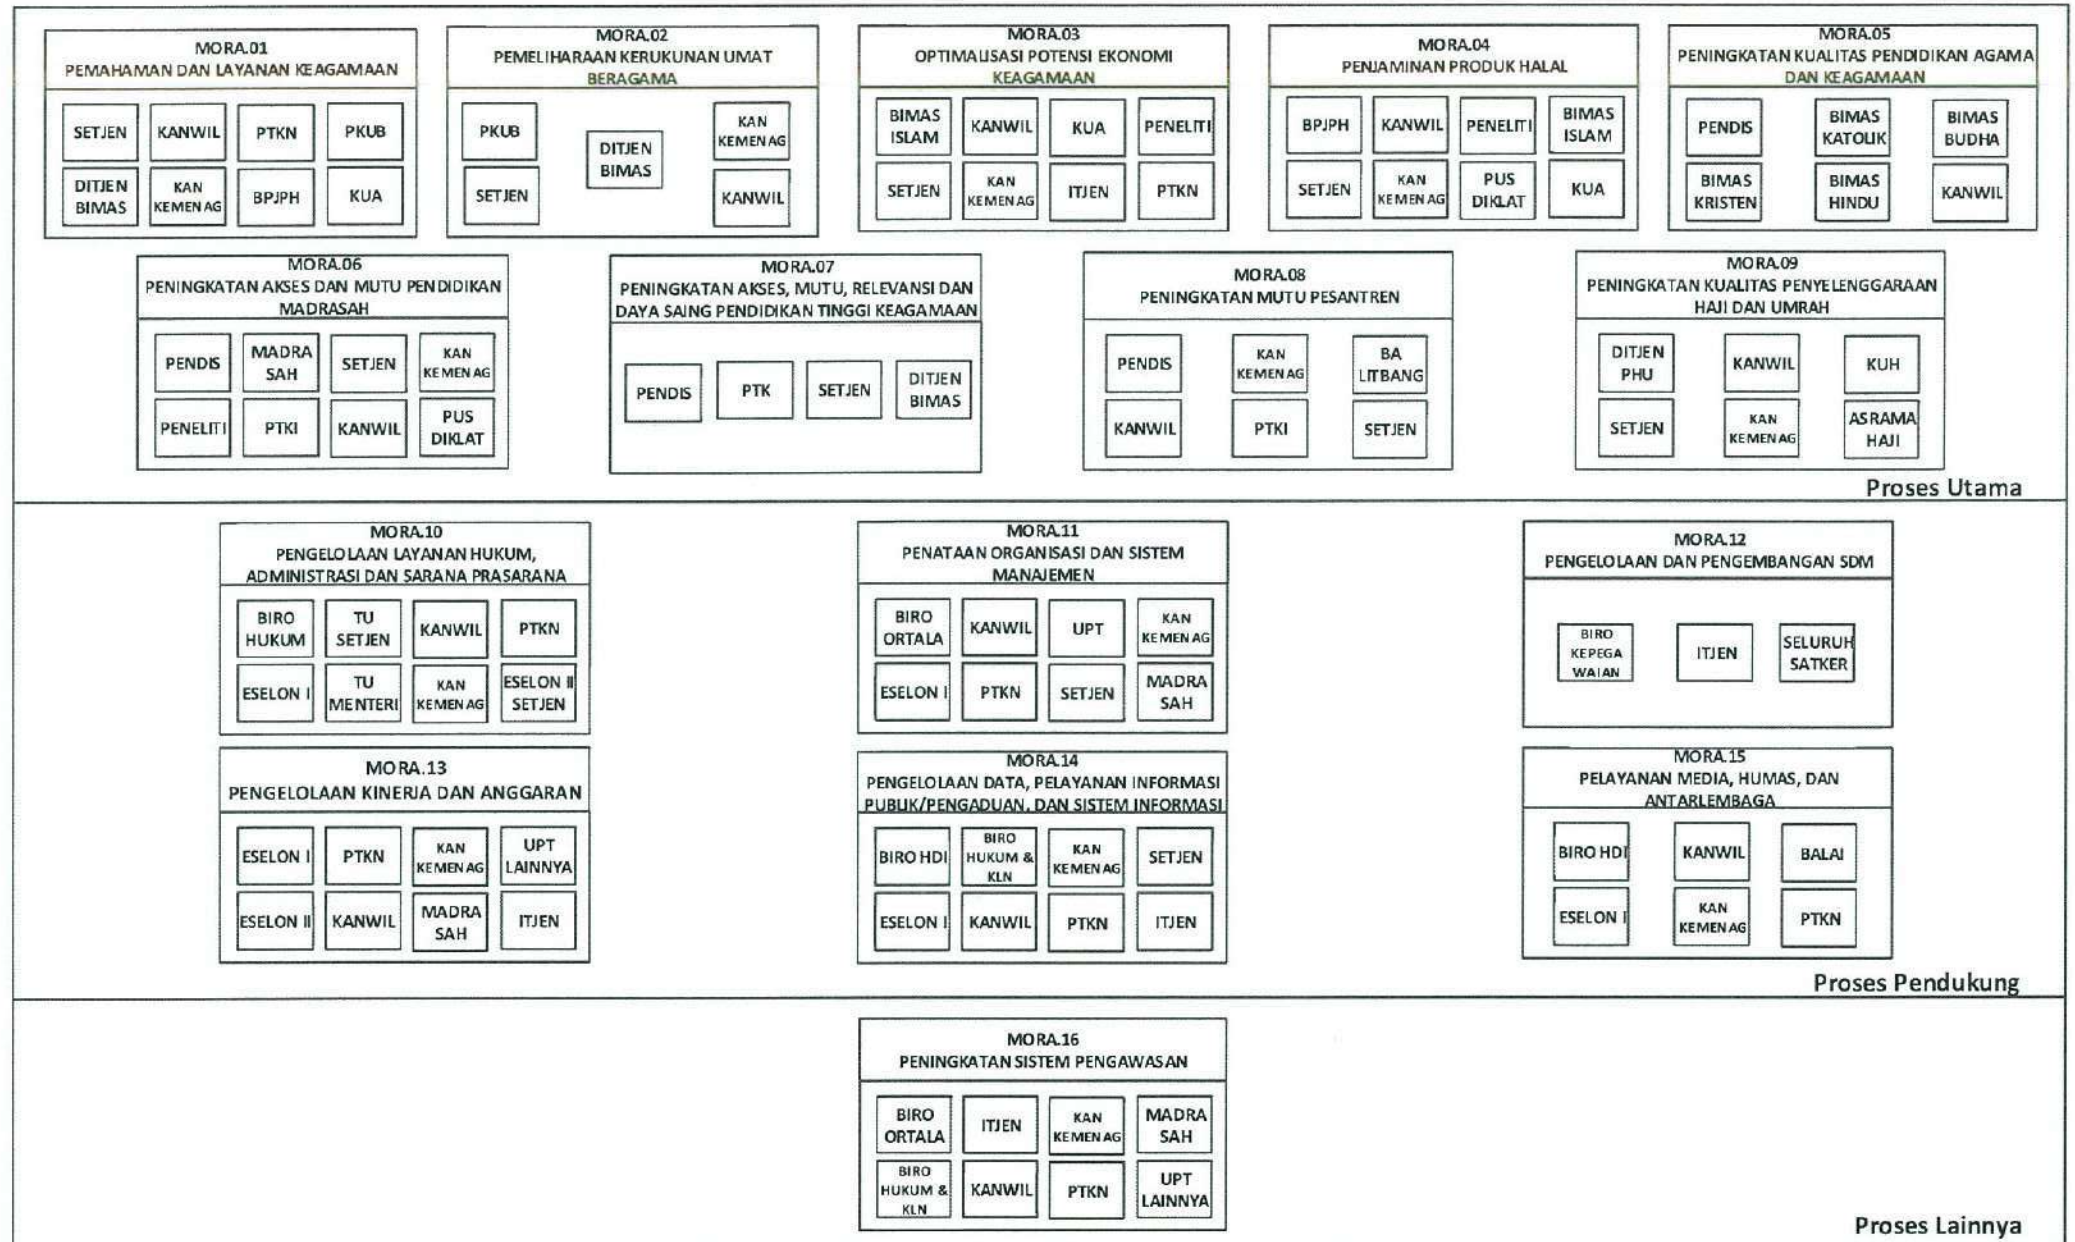 MORA.01
PEMAHAMAN DAN LAYANAN KEAGAMAAN
SETJEN
KANWIL
PTKN
PKUB
DITJEN
BIMAS
KAN
KEMENAG
BPJPH
KUA
MORA.02
PEMELIHARAAN KERUKUNAN UMAT
BERAGAMA
PKUB
DITJEN
BIMAS
KAN
KEMENAG
SETJEN
KANWIL
MORA.03
OPTIMALISASI POTENSI EKONOMI
KEAGAMAAN
BIMAS
ISLAM
KANWIL
KUA
PENELITI
SETJEN
KAN
KEMENAG
ITJEN
PTKN
MORA.04
PENJAMINAN PRODUK HALAL
BPJPH
KANWIL
PENELITI
BIMAS
ISLAM
SETJEN
KAN
KEMENAG
PUS
DIKLAT
KUA
MORA.05
PENINGKATAN KUALITAS PENDIDIKAN AGAMA
DAN KEAGAMAAN
PENDIS
BIMAS
KATOLIK
BIMAS
BUDHA
BIMAS
KRISTEN
BIMAS
HINDU
KANWIL
MORA.06
PENINGKATAN AKSES DAN MUTU PENDIDIKAN
MADRASAH
PENDIS
MADRA
SAH
SETJEN
KAN
KEMENAG
PENELITI
PTKI
KANWIL
PUS
DIKLAT
MORA.07
PENINGKATAN AKSES, MUTU, RELEVANSI DAN
DAYA SAING PENDIDIKAN TINGGI KEAGAMAAN
PENDIS
PTK
SETJEN
DITJEN
BIMAS
MORA.08
PENINGKATAN MUTU PESANTREN
PENDIS
KAN
KEMENAG
BA
LITBANG
KANWIL
PTKI
SETJEN
MORA.09
PENINGKATAN KUALITAS PENYELENGGARAAN
HAJI DAN UMRAH
DITJEN
PHU
KANWIL
KUH
SETJEN
KAN
KEMENAG
ASRAMA
HAJI
Proses Utama
MORA.10
PENGELOLAAN LAYANAN HUKUM,
ADMINISTRASI DAN SARANA PRASARANA
BIRO
HUKUM
TU
SETJEN
KANWIL
PTKN
ESELON I
TU
MENTERI
KAN
KEMENAG
ESELON II
SETJEN
MORA.11
PENATAAN ORGANISASI DAN SISTEM
MANAJEMEN
BIRO
ORTALA
KANWIL
UPT
KAN
KEMENAG
ESELON I
PTKN
SETJEN
MADRA
SAH
MORA.12
PENGELOLAAN DAN PENGEMBANGAN SDM
BIRO
KEPEGA
WAIAN
ITJEN
SELURUH
SATKER
MORA.13
PENGELOLAAN KINERJA DAN ANGGARAN
ESELON I
PTKN
KAN
KEMENAG
UPT
LAINNYA
ESELON II
KANWIL
MADRA
SAH
ITJEN
MORA.14
PENGELOLAAN DATA, PELAYANAN INFORMASI
PUBLIK/PENGADUAN, DAN SISTEM INFORMASI
BIRO HDI
BIRO
HUKUM &
KLN
KAN
KEMENAG
SETJEN
ESELON I
KANWIL
PTKN
ITJEN
MORA.15
PELAYANAN MEDIA, HUMAS, DAN
ANTARLEMBAGA
BIRO HDI
KANWIL
BALAI
ESELON I
KAN
KEMENAG
PTKN
Proses Pendukung
MORA.16
PENINGKATAN SISTEM PENGAWASAN
BIRO
ORTALA
ITJEN
KAN
KEMENAG
MADRA
SAH
BIRO
HUKUM &
KLN
KANWIL
PTKN
UPT
LAINNYA
Proses Lainnya